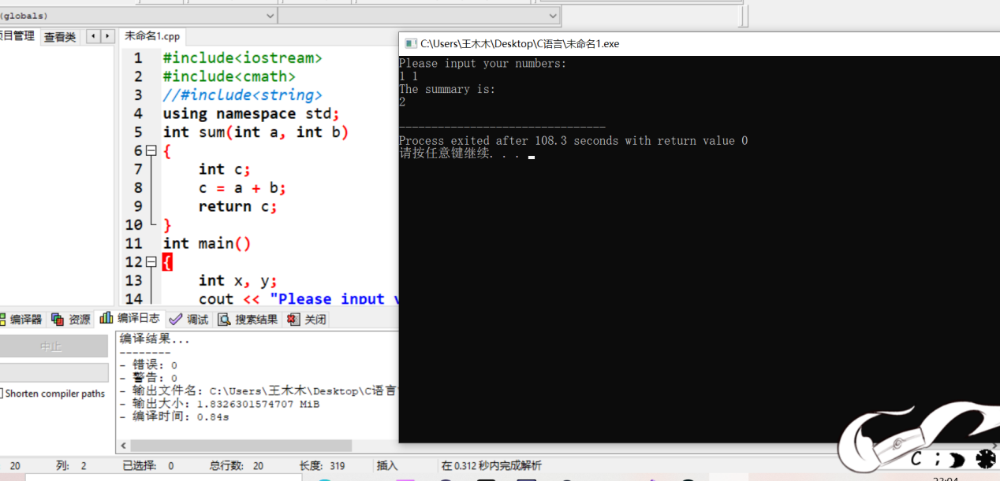 (globals)
项目管理 查看类 未命名1.cpp
1 #include<iostream>
2 #include<cmath>
3 //#include<string>
4 using namespace std;
5 int sum(int a, int b)
6 {
7 int c;
8 c = a + b;
9 return c;
10 }
11 int main()
12 {
13 int x, y;
14 cout << "Please input
C:\Users\王木木\Desktop\C语言\未命名1.exe
Please input your numbers:
1 1
The summary is:
2
--------------------------------
Process exited after 108.3 seconds with return value 0
请按任意键继续. . .
编译器 资源 编译日志 调试 搜索结果 关闭
中止
Shorten compiler paths
编译结果...
--------
- 错误: 0
- 警告: 0
- 输出文件名: C:\Users\王木木\Desktop\C语言
- 输出大小: 1.8326301574707 MiB
- 编译时间: 0.84s
20 列: 2 已选择: 0 总行数: 20 长度: 319 插入 在 0.312 秒内完成解析
C ;